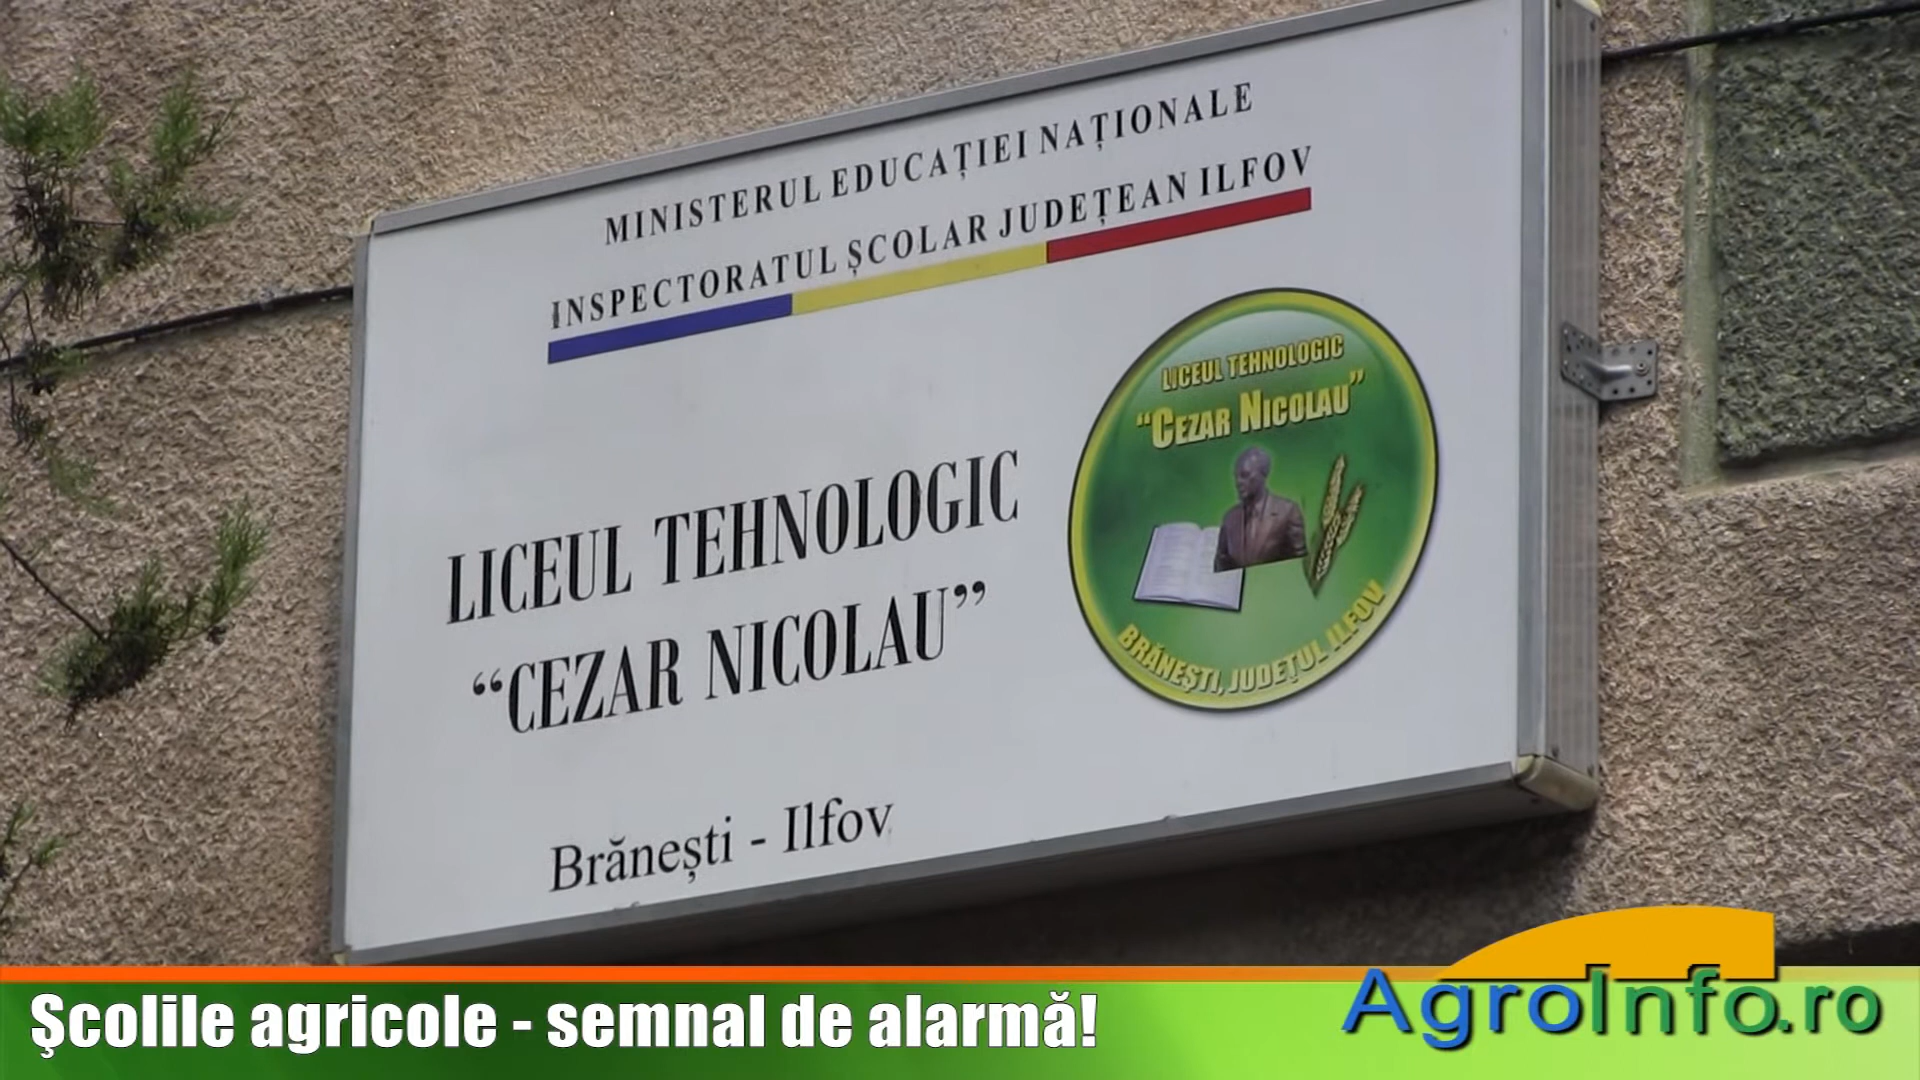 MINISTERUL EDUCAȚIEI NAȚIONALE
INSPECTORATUL ȘCOLAR JUDEȚEAN ILFOV
LICEUL TEHNOLOGIC
“CEZAR NICOLAU”
Brănești - Ilfov
LICEUL TEHNOLOGIC
“CEZAR NICOLAU”
BRĂNEȘTI, JUDEȚUL ILFOV
Şcolile agricole - semnal de alarmă!
AgroInfo.ro